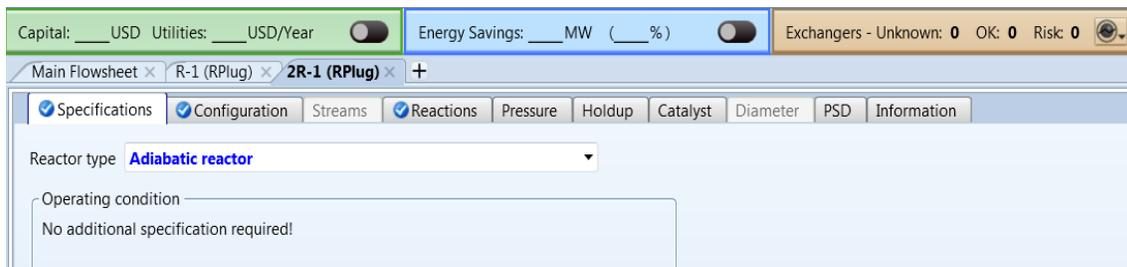 Capital: ____USD Utilities: ____USD/Year Energy Savings: ____MW (____%) Exchangers - Unknown: 0 OK: 0 Risk: 0
Main Flowsheet × R-1 (RPlug) × 2R-1 (RPlug) × +
Specifications Configuration Streams Reactions Pressure Holdup Catalyst Diameter PSD Information
Reactor type Adiabatic reactor
Operating condition
No additional specification required!